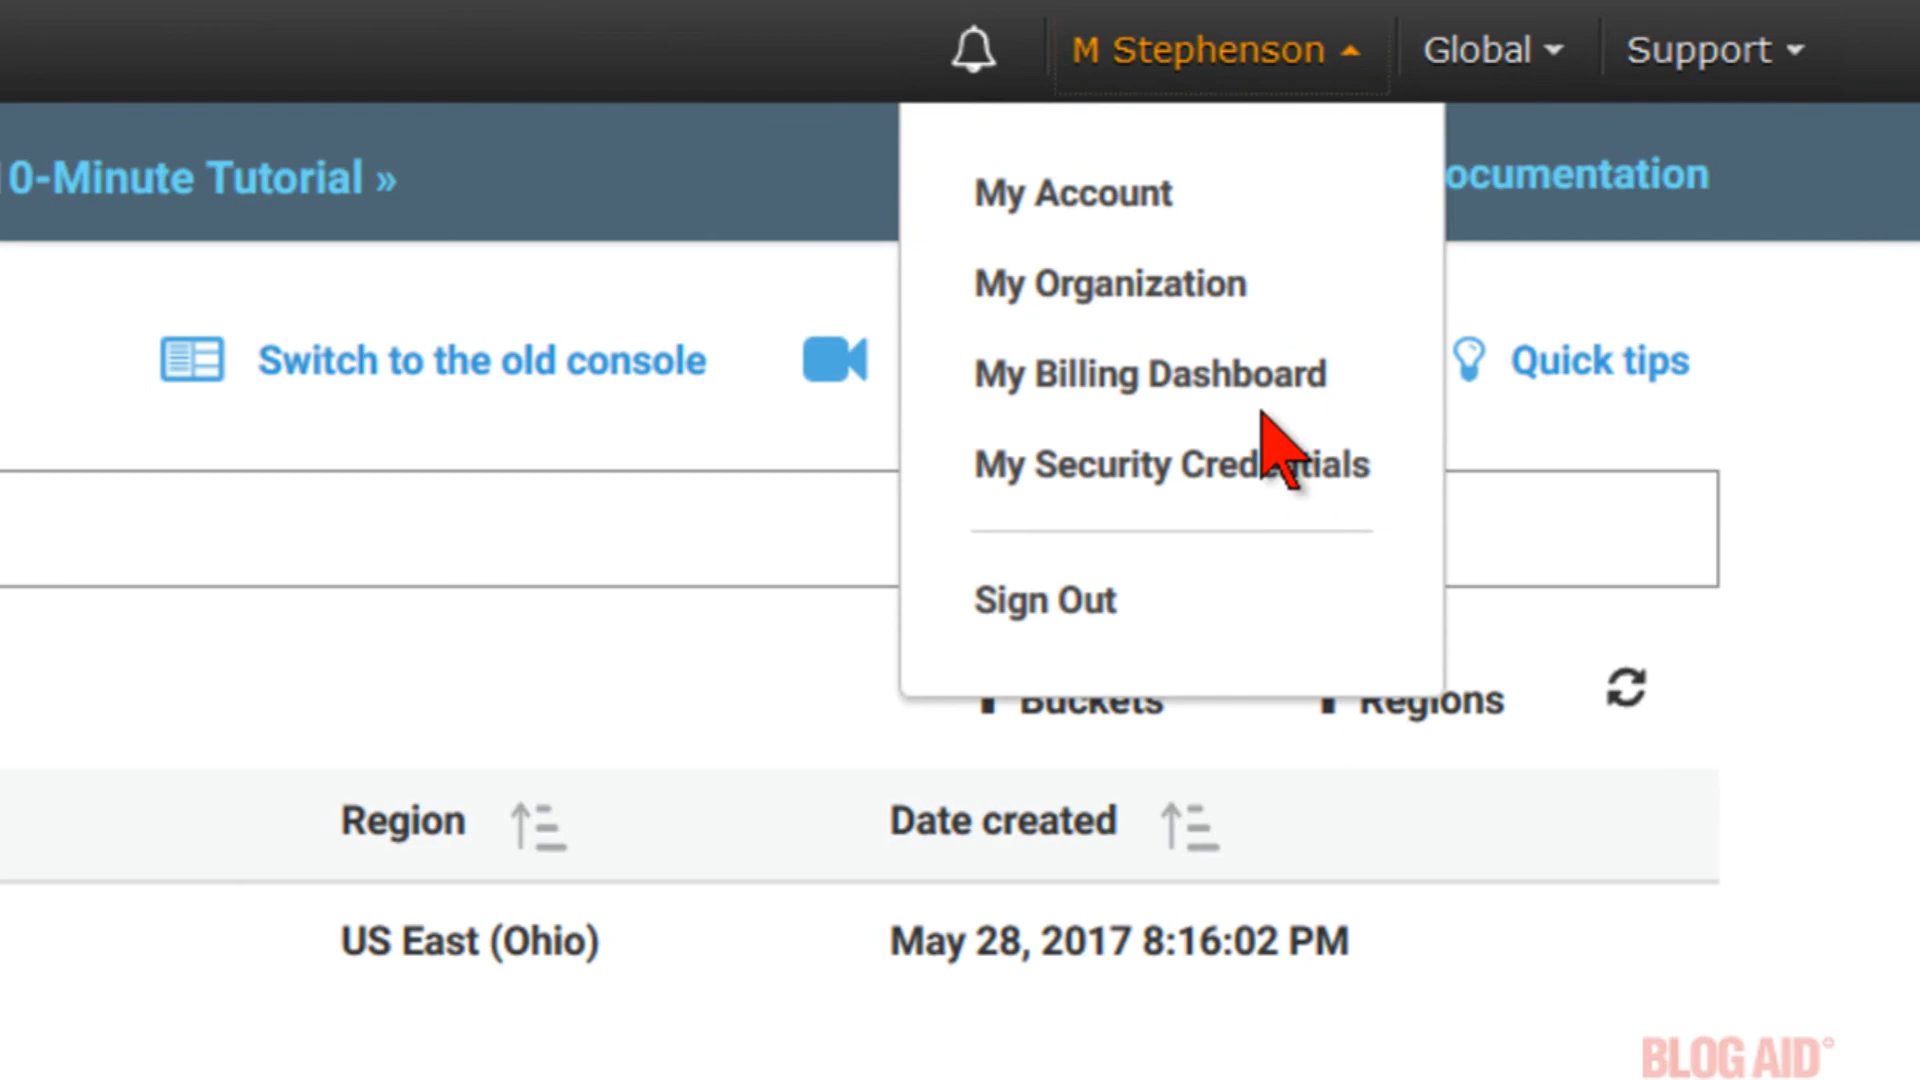 M Stephenson
Global
Support
0-Minute Tutorial »
ocumentation
My Account
My Organization
My Billing Dashboard
My Security Credentials
Sign Out
Switch to the old console
Quick tips
Buckets
Regions
Region
Date created
US East (Ohio)
May 28, 2017 8:16:02 PM
BLOG AID